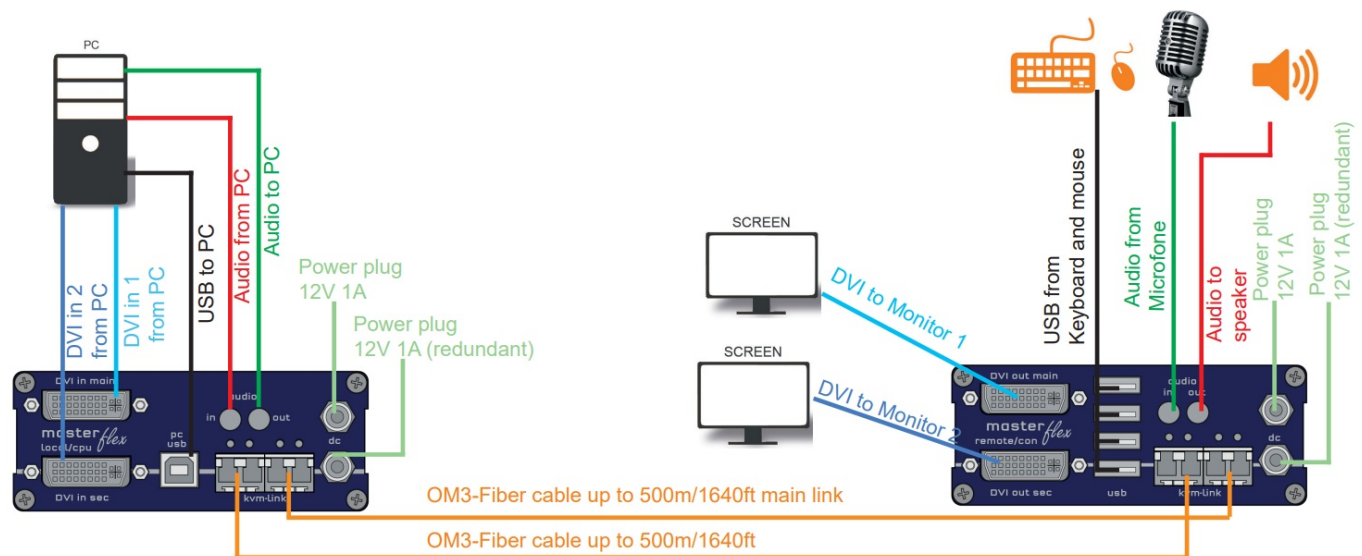 PC
DVI in 2
from PC
DVI in 1
from PC
USB to PC
Audio from PC
Audio to PC
Power plug
12V 1A
Power plug
12V 1A (redundant)
DVI in main
audio
in
out
master flex
local/cpu
pc
usb
dc
DVI in sec
kvm-link
SCREEN
SCREEN
DVI to Monitor 1
DVI to Monitor 2
USB from
Keyboard and mouse
Audio from
Microfone
Audio to
speaker
Power plug
12V 1A
Power plug
12V 1A (redundant)
DVI out main
audio
in
out
master flex
remote/con
dc
DVI out sec
usb
kvm-link
OM3-Fiber cable up to 500m/1640ft main link
OM3-Fiber cable up to 500m/1640ft